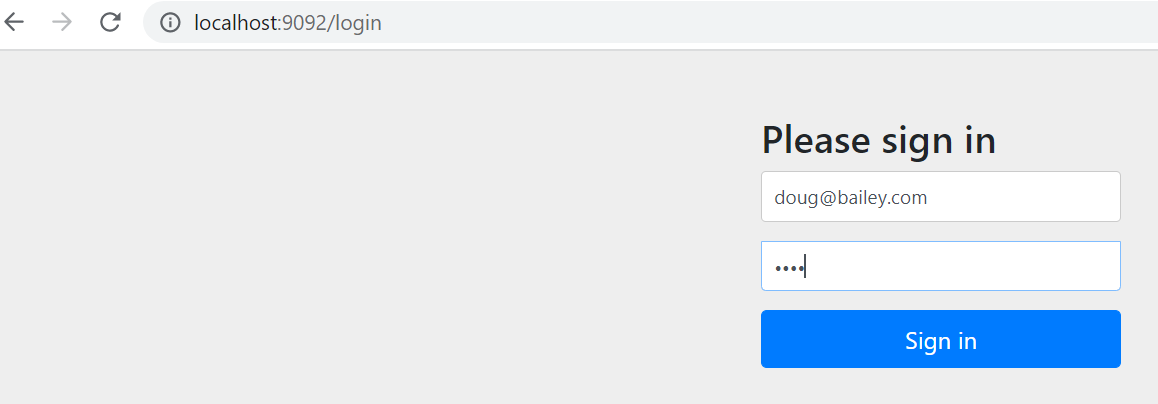 localhost:9092/login
Please sign in
doug@bailey.com
••••
Sign in